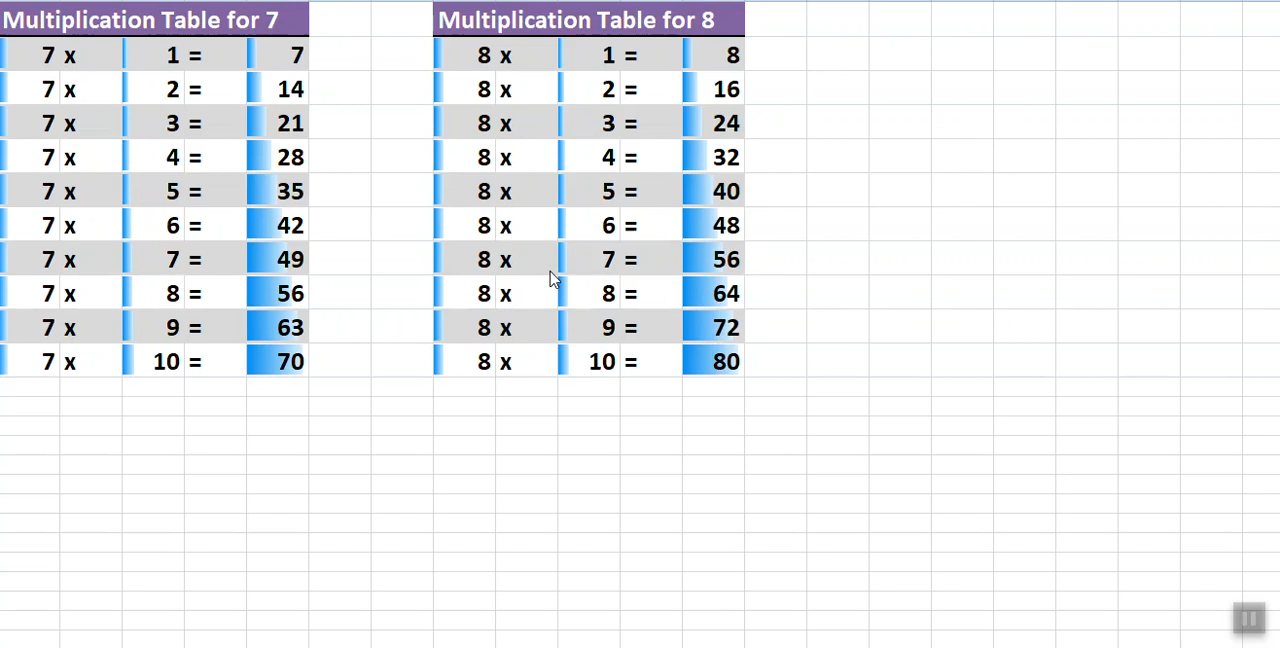 Multiplication Table for 7
7 x 1 = 7
7 x 2 = 14
7 x 3 = 21
7 x 4 = 28
7 x 5 = 35
7 x 6 = 42
7 x 7 = 49
7 x 8 = 56
7 x 9 = 63
7 x 10 = 70
Multiplication Table for 8
8 x 1 = 8
8 x 2 = 16
8 x 3 = 24
8 x 4 = 32
8 x 5 = 40
8 x 6 = 48
8 x 7 = 56
8 x 8 = 64
8 x 9 = 72
8 x 10 = 80